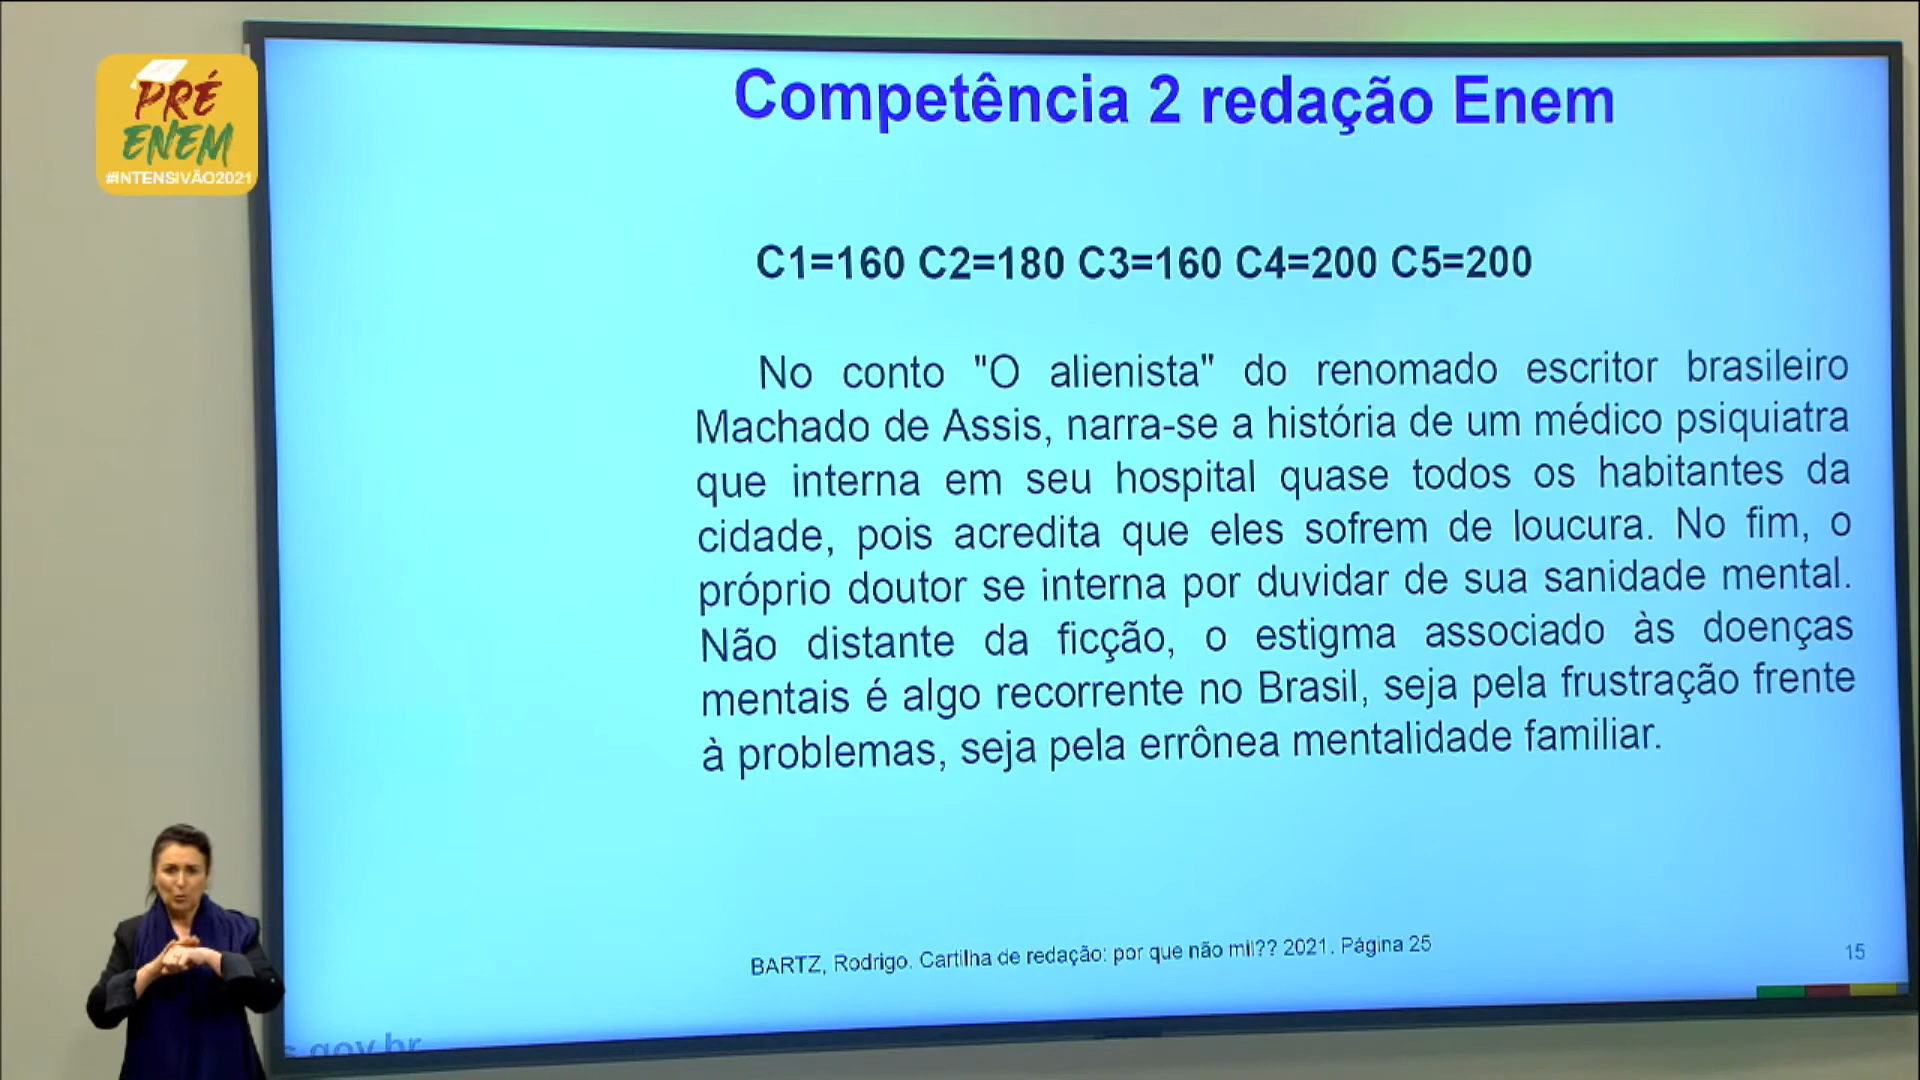 PRÉ
ENEM
#INTENSIVÃO2021
Competência 2 redação Enem
C1=160 C2=180 C3=160 C4=200 C5=200
No conto "O alienista" do renomado escritor brasileiro
Machado de Assis, narra-se a história de um médico psiquiatra
que interna em seu hospital quase todos os habitantes da
cidade, pois acredita que eles sofrem de loucura. No fim, o
próprio doutor se interna por duvidar de sua sanidade mental.
Não distante da ficção, o estigma associado às doenças
mentais é algo recorrente no Brasil, seja pela frustração frente
à problemas, seja pela errônea mentalidade familiar.
BARTZ, Rodrigo. Cartilha de redação: por que não mil?? 2021. Página 25
15
s.gov.br